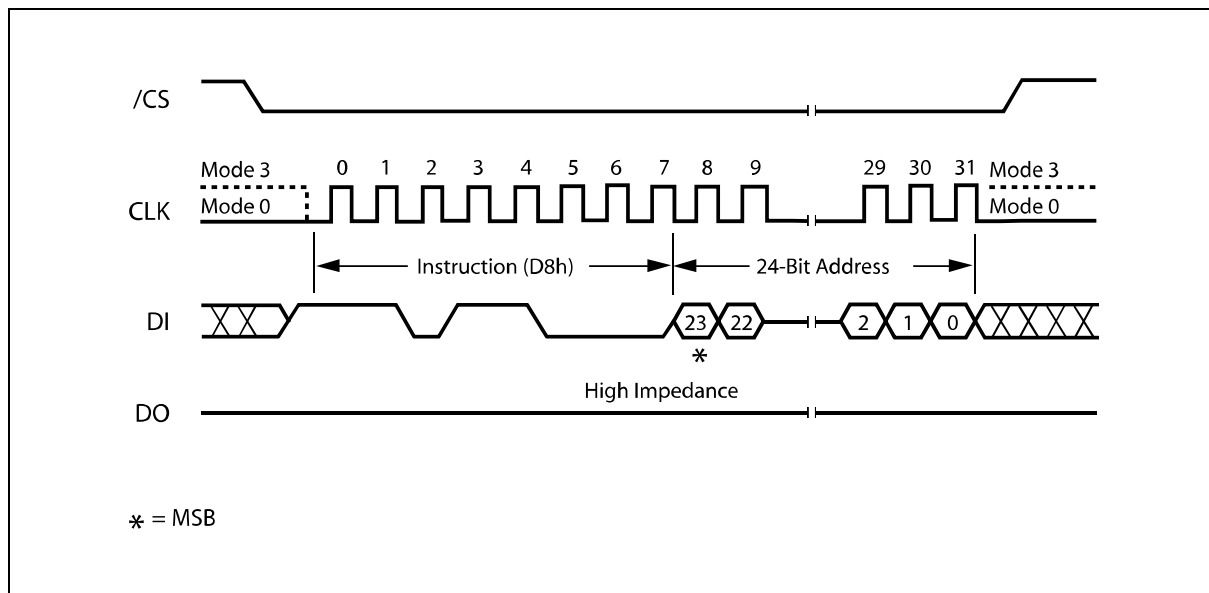 /CS
Mode 3 0 1 2 3 4 5 6 7 8 9 29 30 31 Mode 3
CLK Mode 0 Mode 0
Instruction (D8h) 24-Bit Address
DI 23 22 2 1 0
*
High Impedance
DO
* = MSB